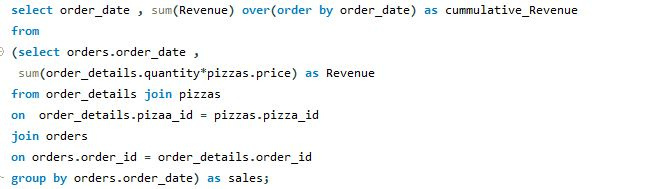 select order_date , sum(Revenue) over(order by order_date) as cummulative_Revenue
from
(select orders.order_date ,
sum(order_details.quantity*pizzas.price) as Revenue
from order_details join pizzas
on order_details.pizaa_id = pizzas.pizza_id
join orders
on orders.order_id = order_details.order_id
group by orders.order_date) as sales;